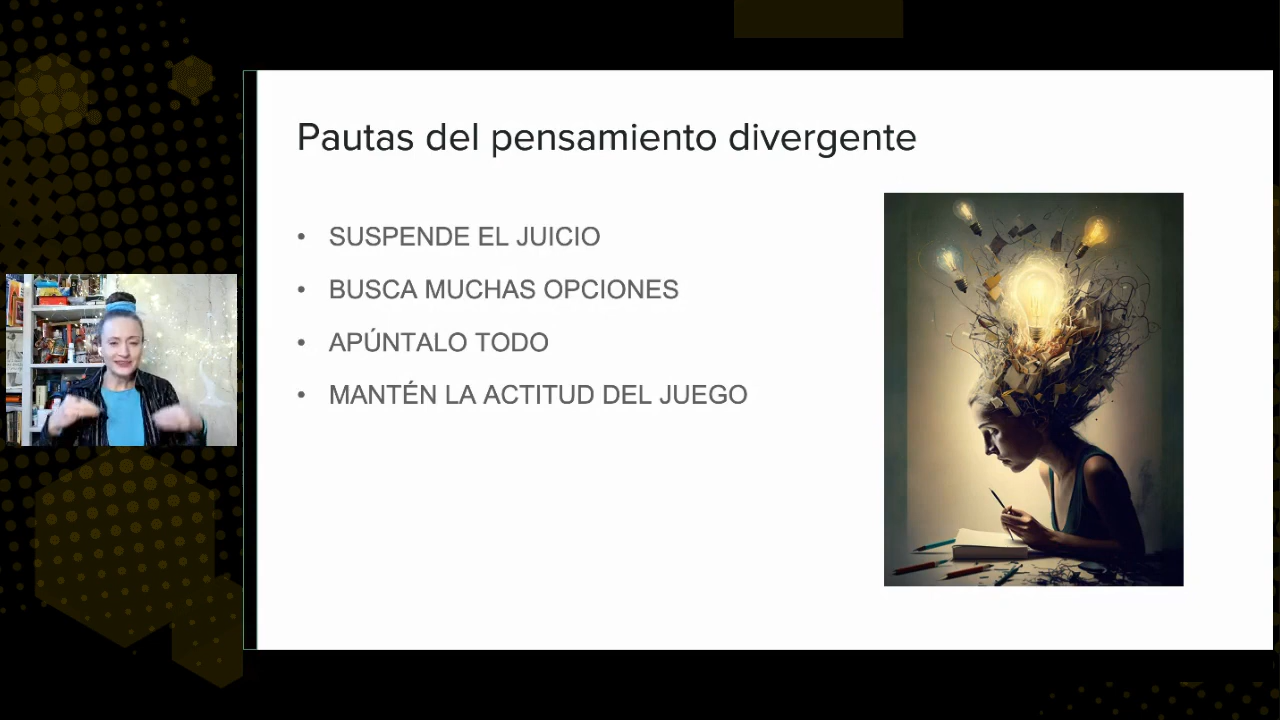 Pautas del pensamiento divergente
• SUSPENDE EL JUICIO
• BUSCA MUCHAS OPCIONES
• APÚNTALO TODO
• MANTÉN LA ACTITUD DEL JUEGO